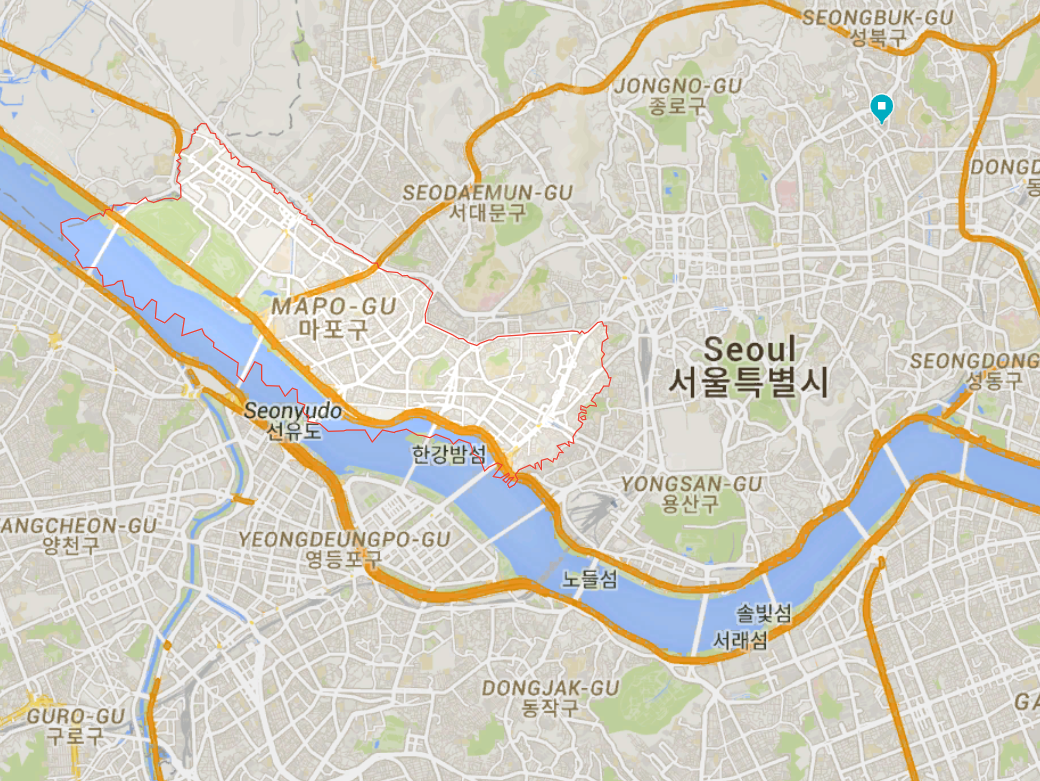 SEONGBUK-GU
성북구
JONGNO-GU
종로구
DONGD
동
SEODAEMUN-GU
서대문구
MAPO-GU
마포구
Seoul
서울특별시
SEONGDONG
성동구
Seonyudo
선유도
한강밤섬
YONGSAN-GU
용산구
ANGCHEON-GU
양천구
YEONGDEUNGPO-GU
영등포구
노들섬
솔빛섬
서래섬
DONGJAK-GU
동작구
GA
GURO-GU
구로구